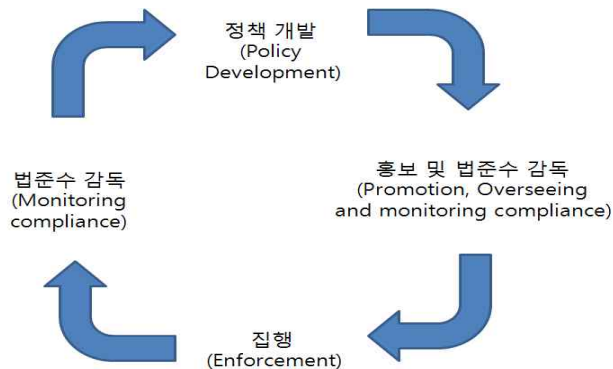 정책 개발
(Policy
Development)
홍보 및 법준수 감독
(Promotion, Overseeing
and monitoring compliance)
집행
(Enforcement)
법준수 감독
(Monitoring
compliance)